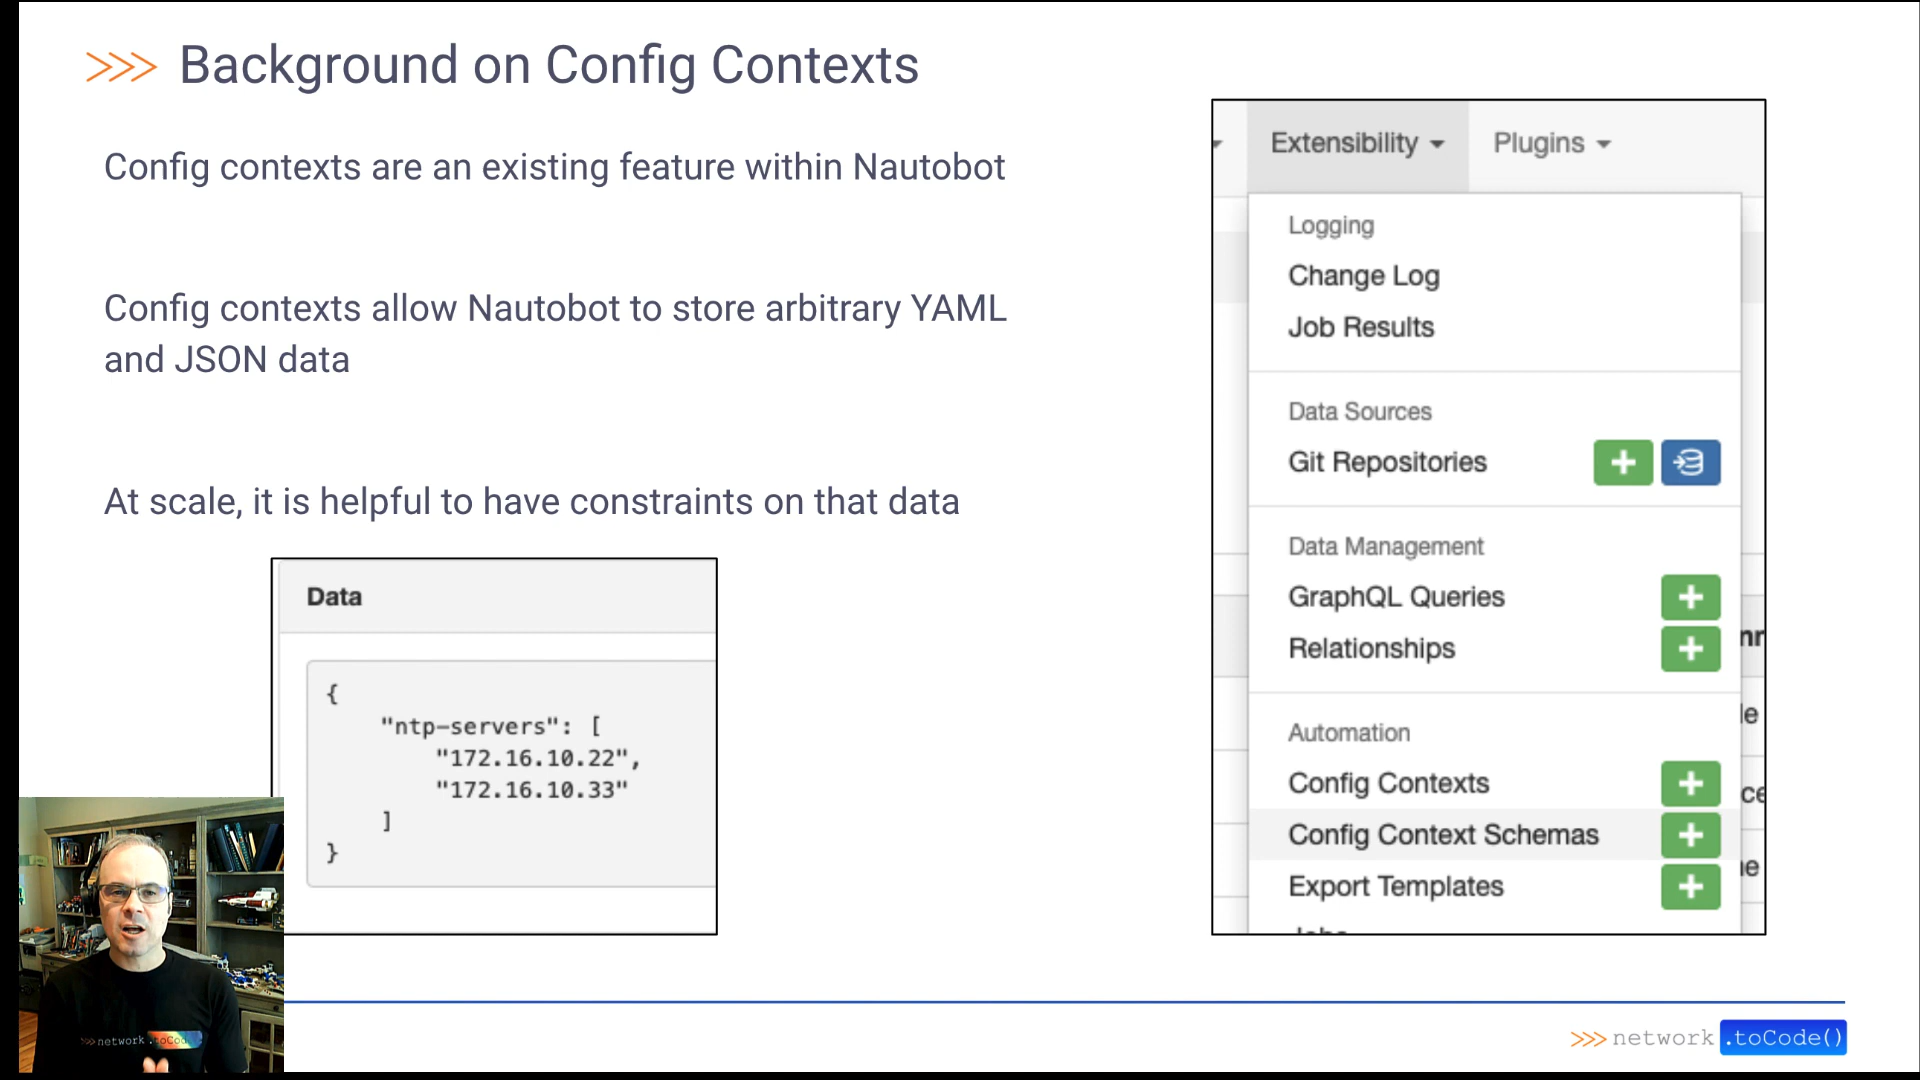 >>> Background on Config Contexts
Config contexts are an existing feature within Nautobot
Config contexts allow Nautobot to store arbitrary YAML
and JSON data
At scale, it is helpful to have constraints on that data
Data
{
"ntp-servers": [
"172.16.10.22",
"172.16.10.33"
]
}
Extensibility
Plugins
Logging
Change Log
Job Results
Data Sources
Git Repositories
Data Management
GraphQL Queries
Relationships
Automation
Config Contexts
Config Context Schemas
Export Templates
>>> network .toCode()
>>> network .toCod